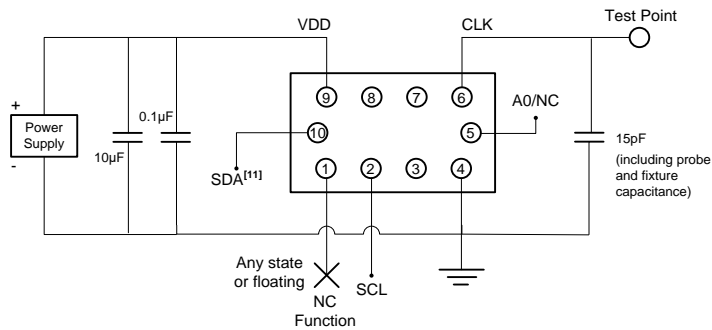 VDD
CLK
Test Point
9
8
7
6
A0/NC
+
Power
Supply
-
10µF
0.1µF
10
5
15pF
(including probe
and fixture
capacitance)
SDA[11]
1
2
3
4
Any state
or floating
NC
Function
SCL